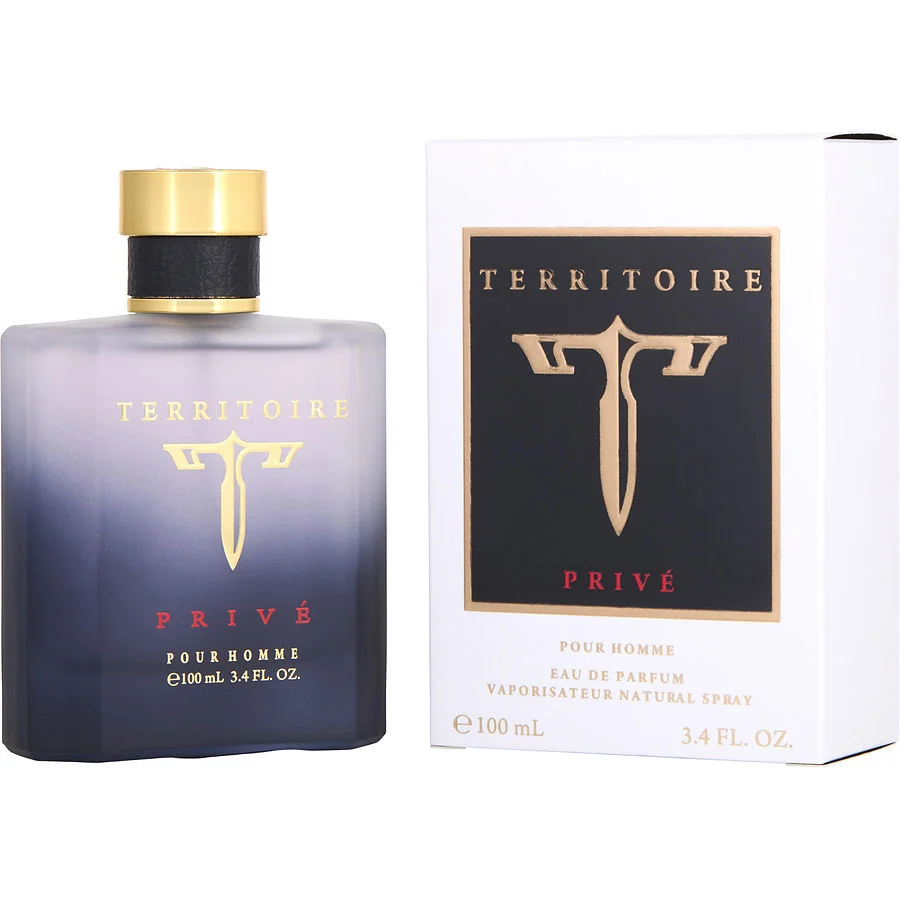 TERRITOIRE
PRIVÉ
POUR HOMME
℮100 mL 3.4 FL. OZ.
TERRITOIRE
PRIVÉ
POUR HOMME
EAU DE PARFUM
VAPORISATEUR NATURAL SPRAY
℮100 mL 3.4 FL. OZ.